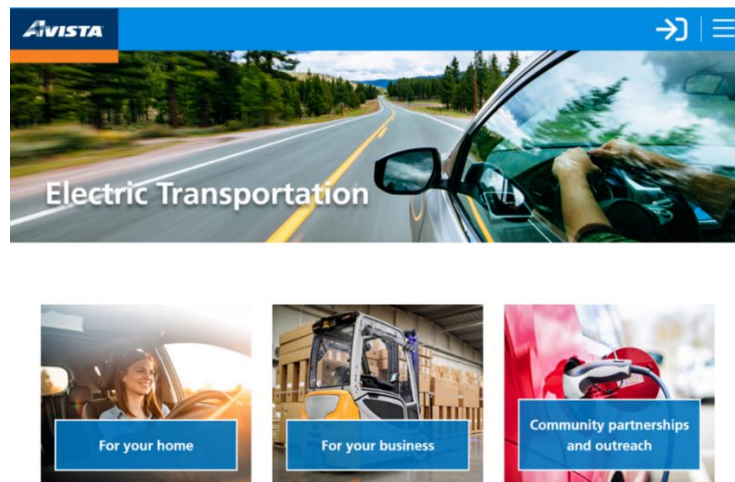 AVISTA
Electric Transportation
For your home
For your business
Community partnerships
and outreach